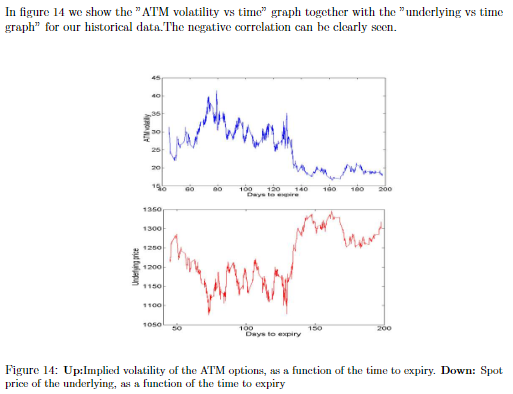 In figure 14 we show the "ATM volatility vs time" graph together with the "underlying vs time
graph" for our historical data.The negative correlation can be clearly seen.
45
40
35
30
25
20
15
ATM volatility
40 60 80 100 120 140 160 180 200
Days to expire
1350
1300
1250
1200
1150
1100
1050
Underlying price
50 100 150 200
Days to expiry
Figure 14: Up:Implied volatility of the ATM options, as a function of the time to expiry. Down: Spot
price of the underlying, as a function of the time to expiry